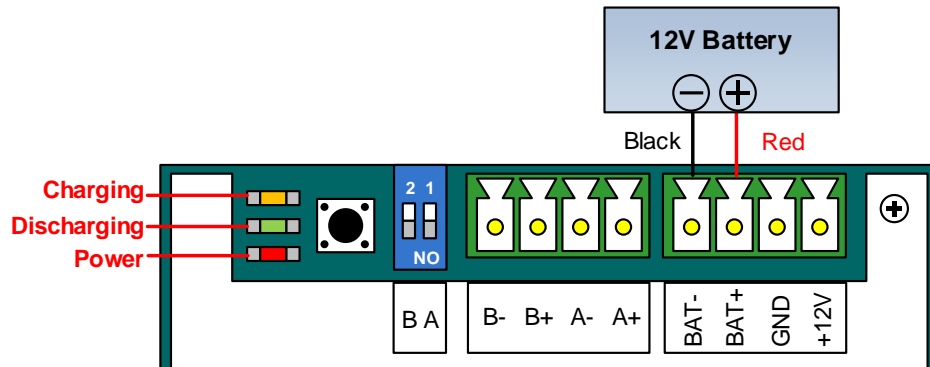 12V Battery
Black
Red
Charging
Discharging
Power
2 1
NO
B A
B- B+ A- A+
BAT- BAT+ GND +12V